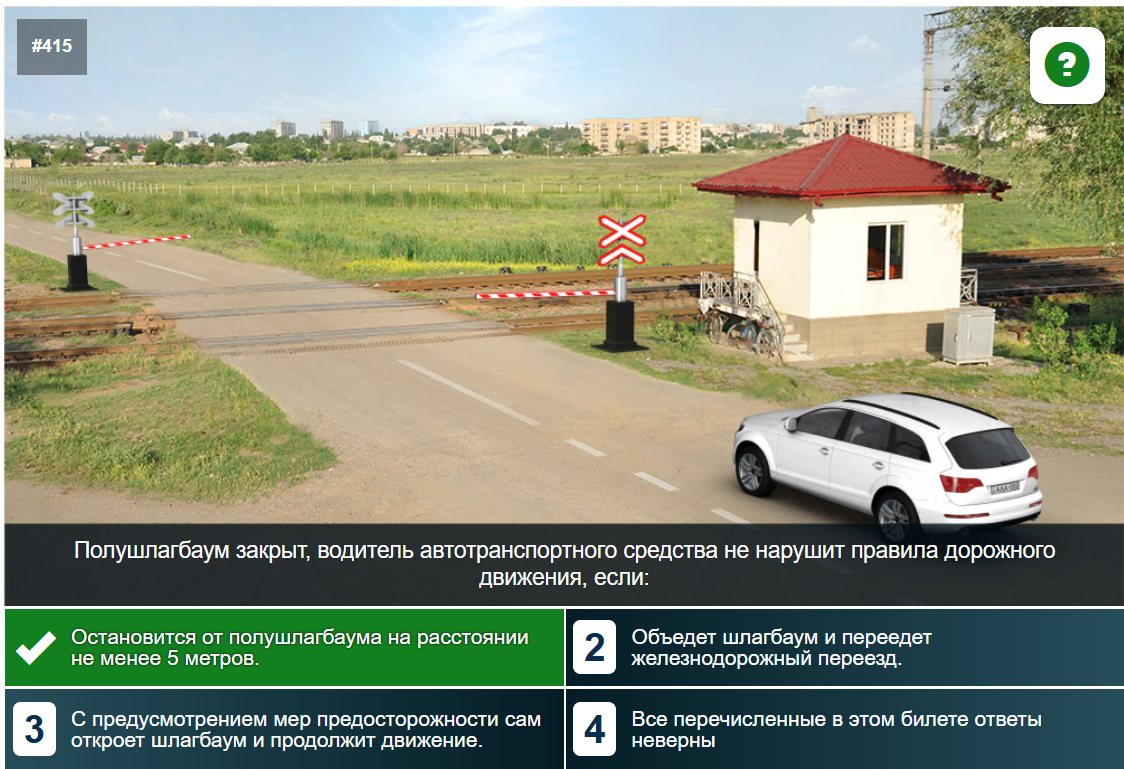 #415
?
Полушлагбаум закрыт, водитель автотранспортного средства не нарушит правила дорожного
движения, если:
Остановится от полушлагбаума на расстоянии
не менее 5 метров.
2
Объедет шлагбаум и переедет
железнодорожный переезд.
3
С предусмотрением мер предосторожности сам
откроет шлагбаум и продолжит движение.
4
Все перечисленные в этом билете ответы
неверны